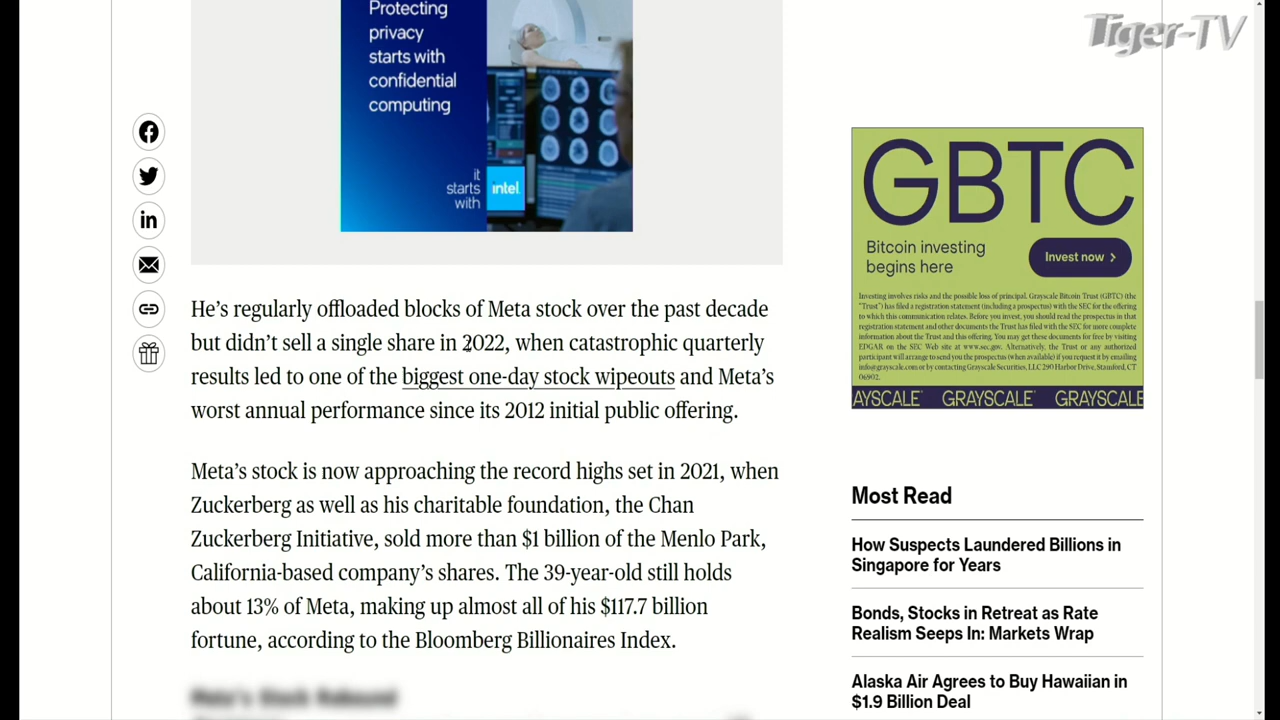 Tiger-TV
Protecting
privacy
starts with
confidential
computing
it
starts
with
intel.
GBTC
Bitcoin investing
begins here
Invest now >
Investing involves risks and the possible loss of principal. Grayscale Bitcoin Trust (GBTC) (the
"Trust") has filed a registration statement (including a prospectus) with the SEC for the offering
to which this communication relates. Before you invest, you should read the prospectus in that
registration statement and other documents the Trust has filed with the SEC for more complete
information about the Trust and this offering. You may get these documents for free by visiting
EDGAR on the SEC Web site at www.sec.gov. Alternatively, the Trust or any authorized
participant will arrange to send you the prospectus (when available) if you request it by emailing
info@grayscale.com or by contacting Grayscale Securities, LLC 290 Harbor Drive, Stamford, CT
06902.
AYSCALE GRAYSCALE GRAYSCALE
He's regularly offloaded blocks of Meta stock over the past decade
but didn't sell a single share in 2022, when catastrophic quarterly
results led to one of the biggest one-day stock wipeouts and Meta's
worst annual performance since its 2012 initial public offering.
Meta's stock is now approaching the record highs set in 2021, when
Zuckerberg as well as his charitable foundation, the Chan
Zuckerberg Initiative, sold more than $1 billion of the Menlo Park,
California-based company's shares. The 39-year-old still holds
about 13% of Meta, making up almost all of his $117.7 billion
fortune, according to the Bloomberg Billionaires Index.
Meta's Stock Rebound
Most Read
How Suspects Laundered Billions in
Singapore for Years
Bonds, Stocks in Retreat as Rate
Realism Seeps In: Markets Wrap
Alaska Air Agrees to Buy Hawaiian in
$1.9 Billion Deal